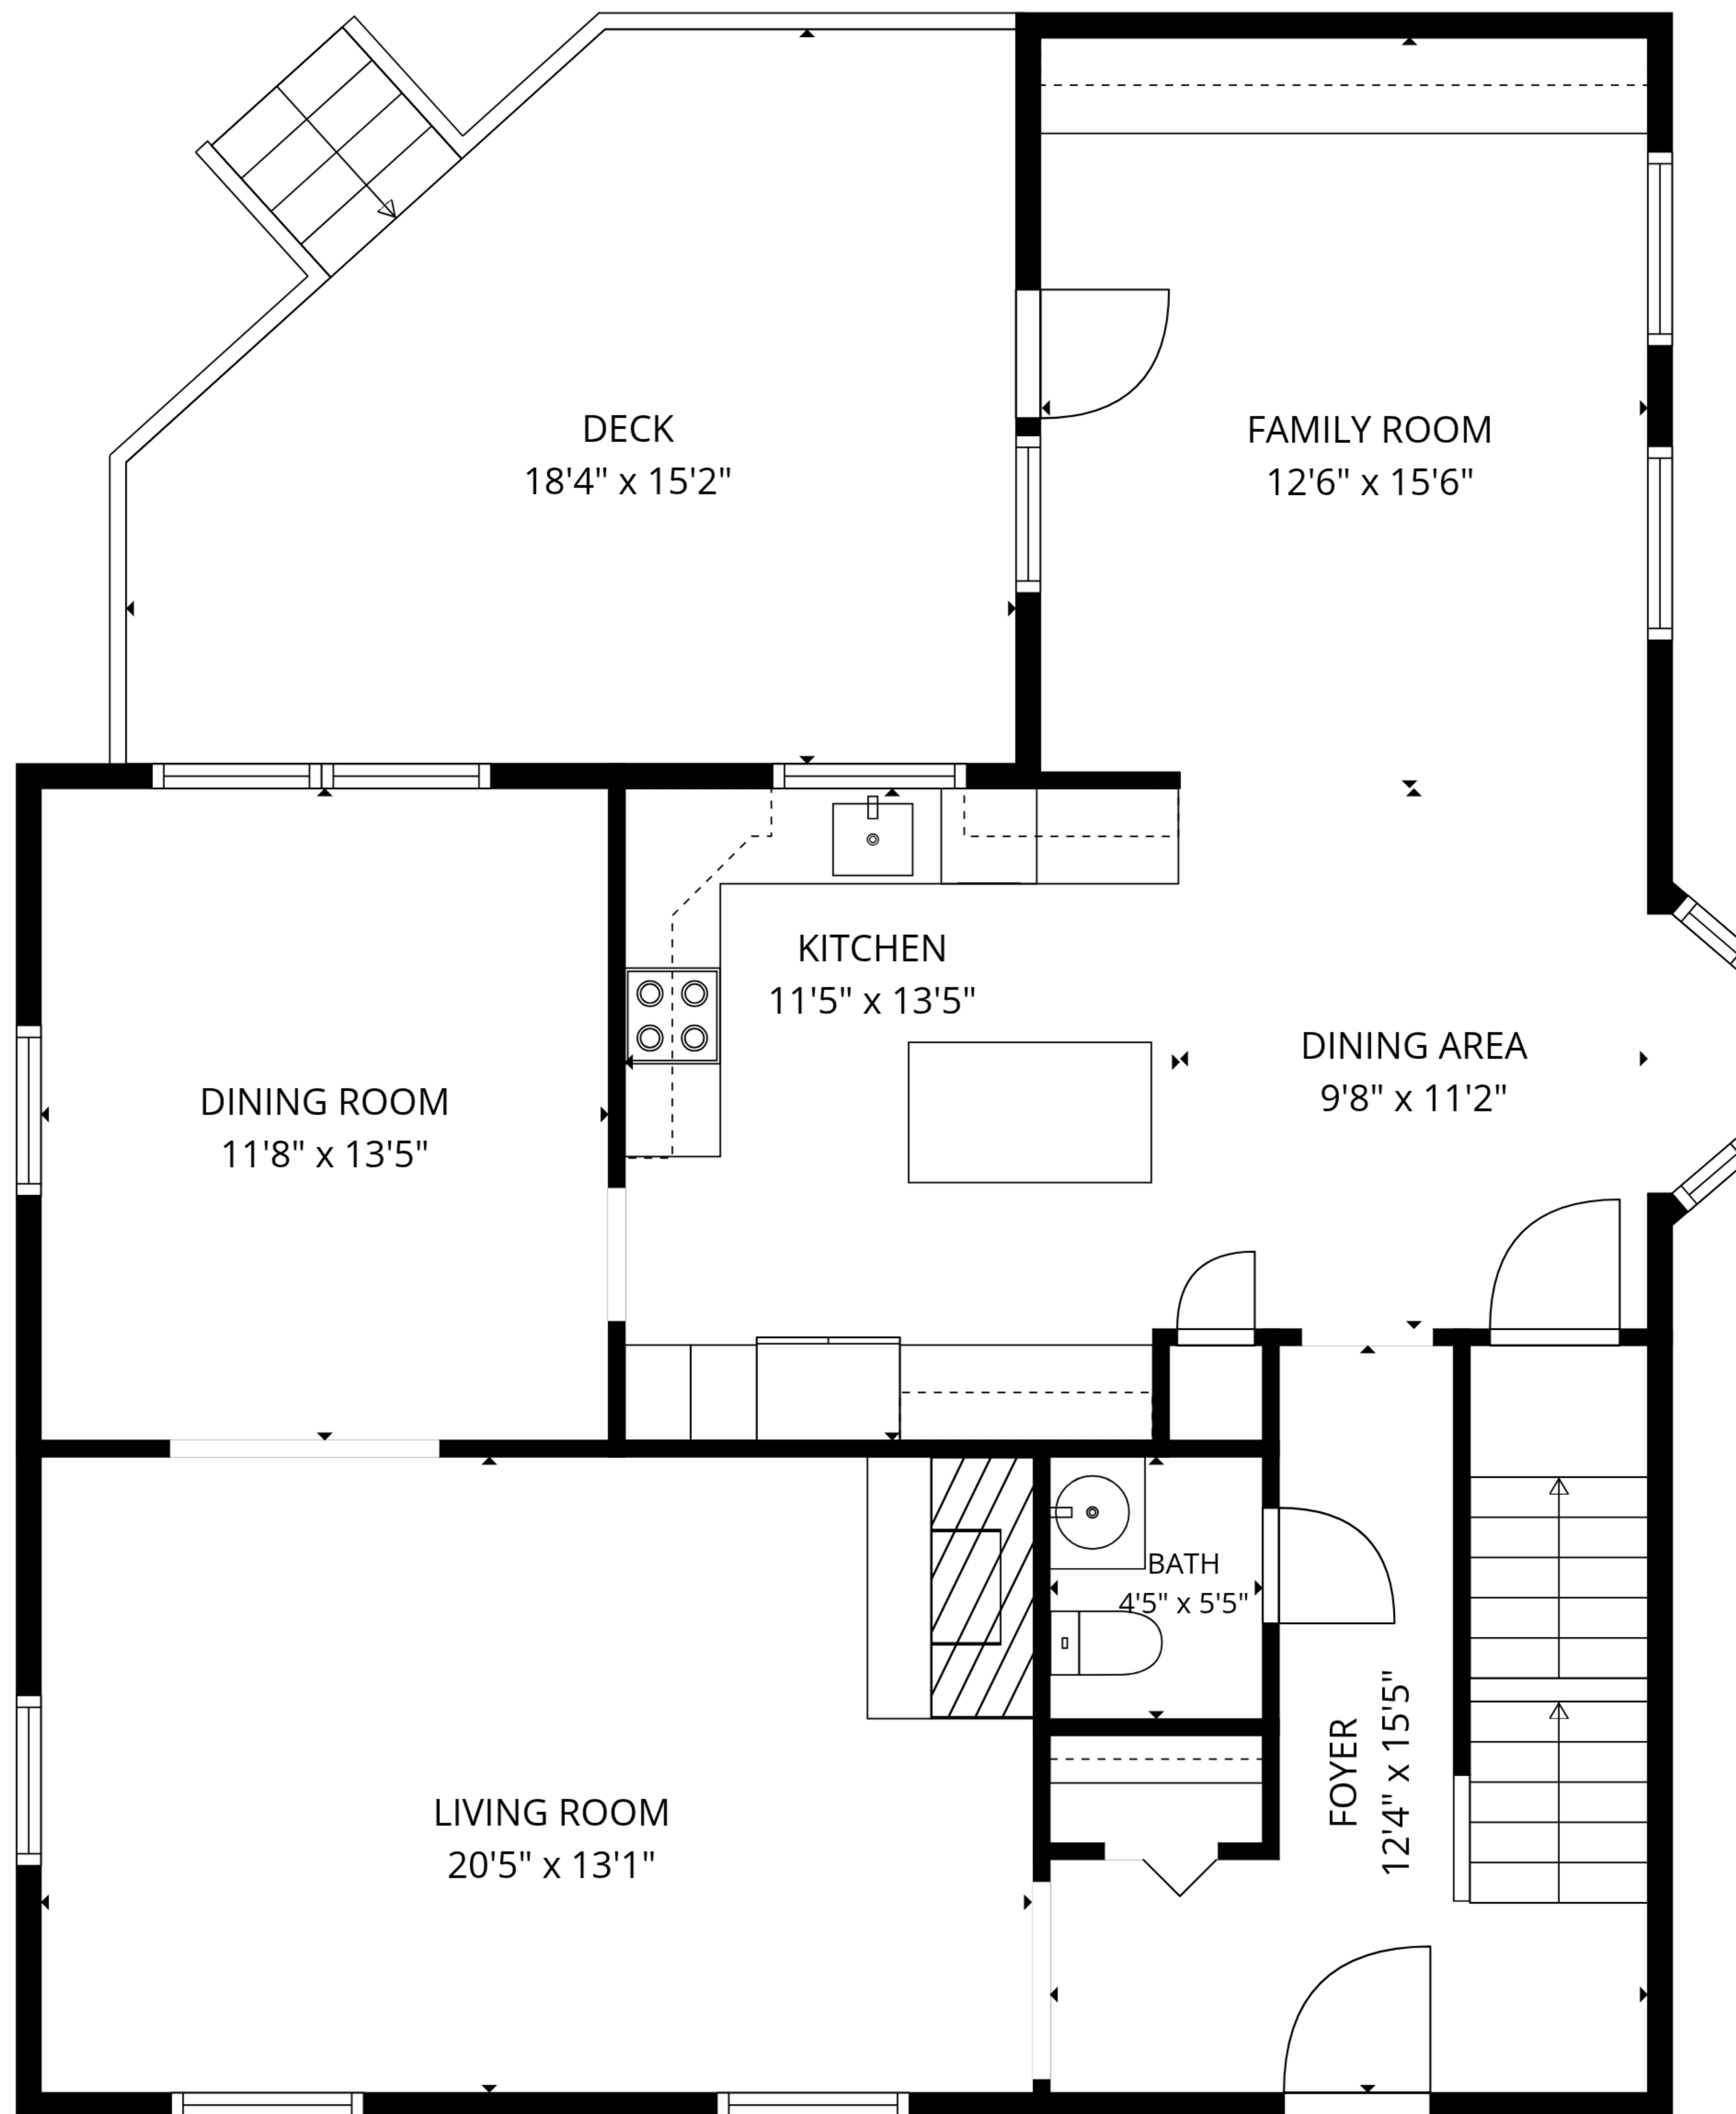 DECK
18'4" x 15'2"
FAMILY ROOM
12'6" x 15'6"
KITCHEN
11'5" x 13'5"
DINING AREA
9'8" x 11'2"
DINING ROOM
11'8" x 13'5"
BATH
4'5" x 5'5"
FOYER
12'4" x 15'5"
LIVING ROOM
20'5" x 13'1"